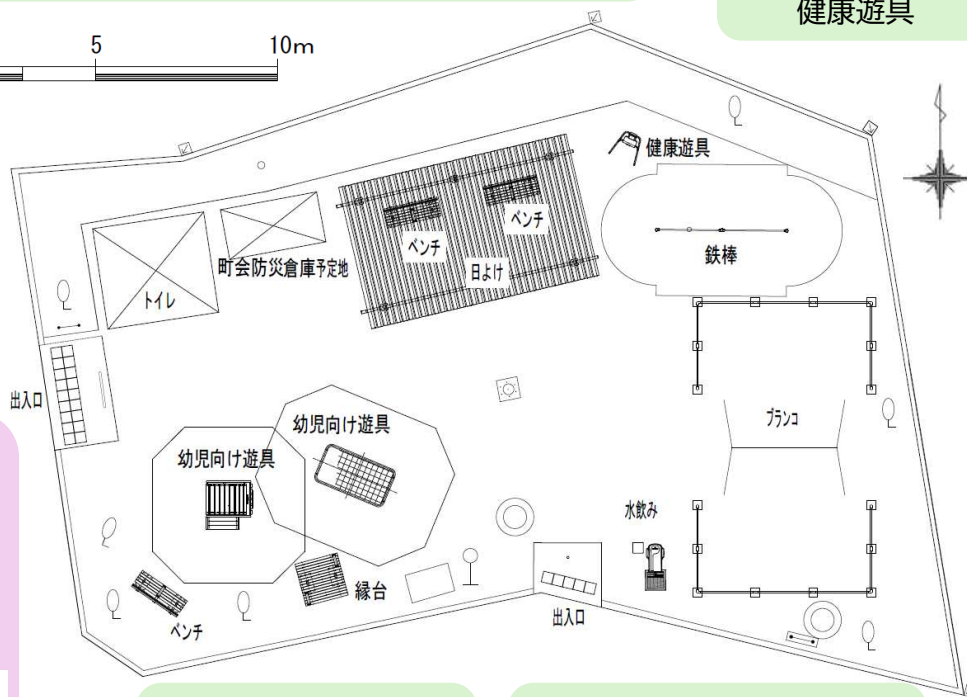 健康遊具
5 10m
健康遊具
ベンチ
ベンチ
鉄棒
町会防災倉庫予定地
日よけ
トイレ
出入口
幼児向け遊具
ブランコ
幼児向け遊具
水飲み
縁台
出入口
ベンチ